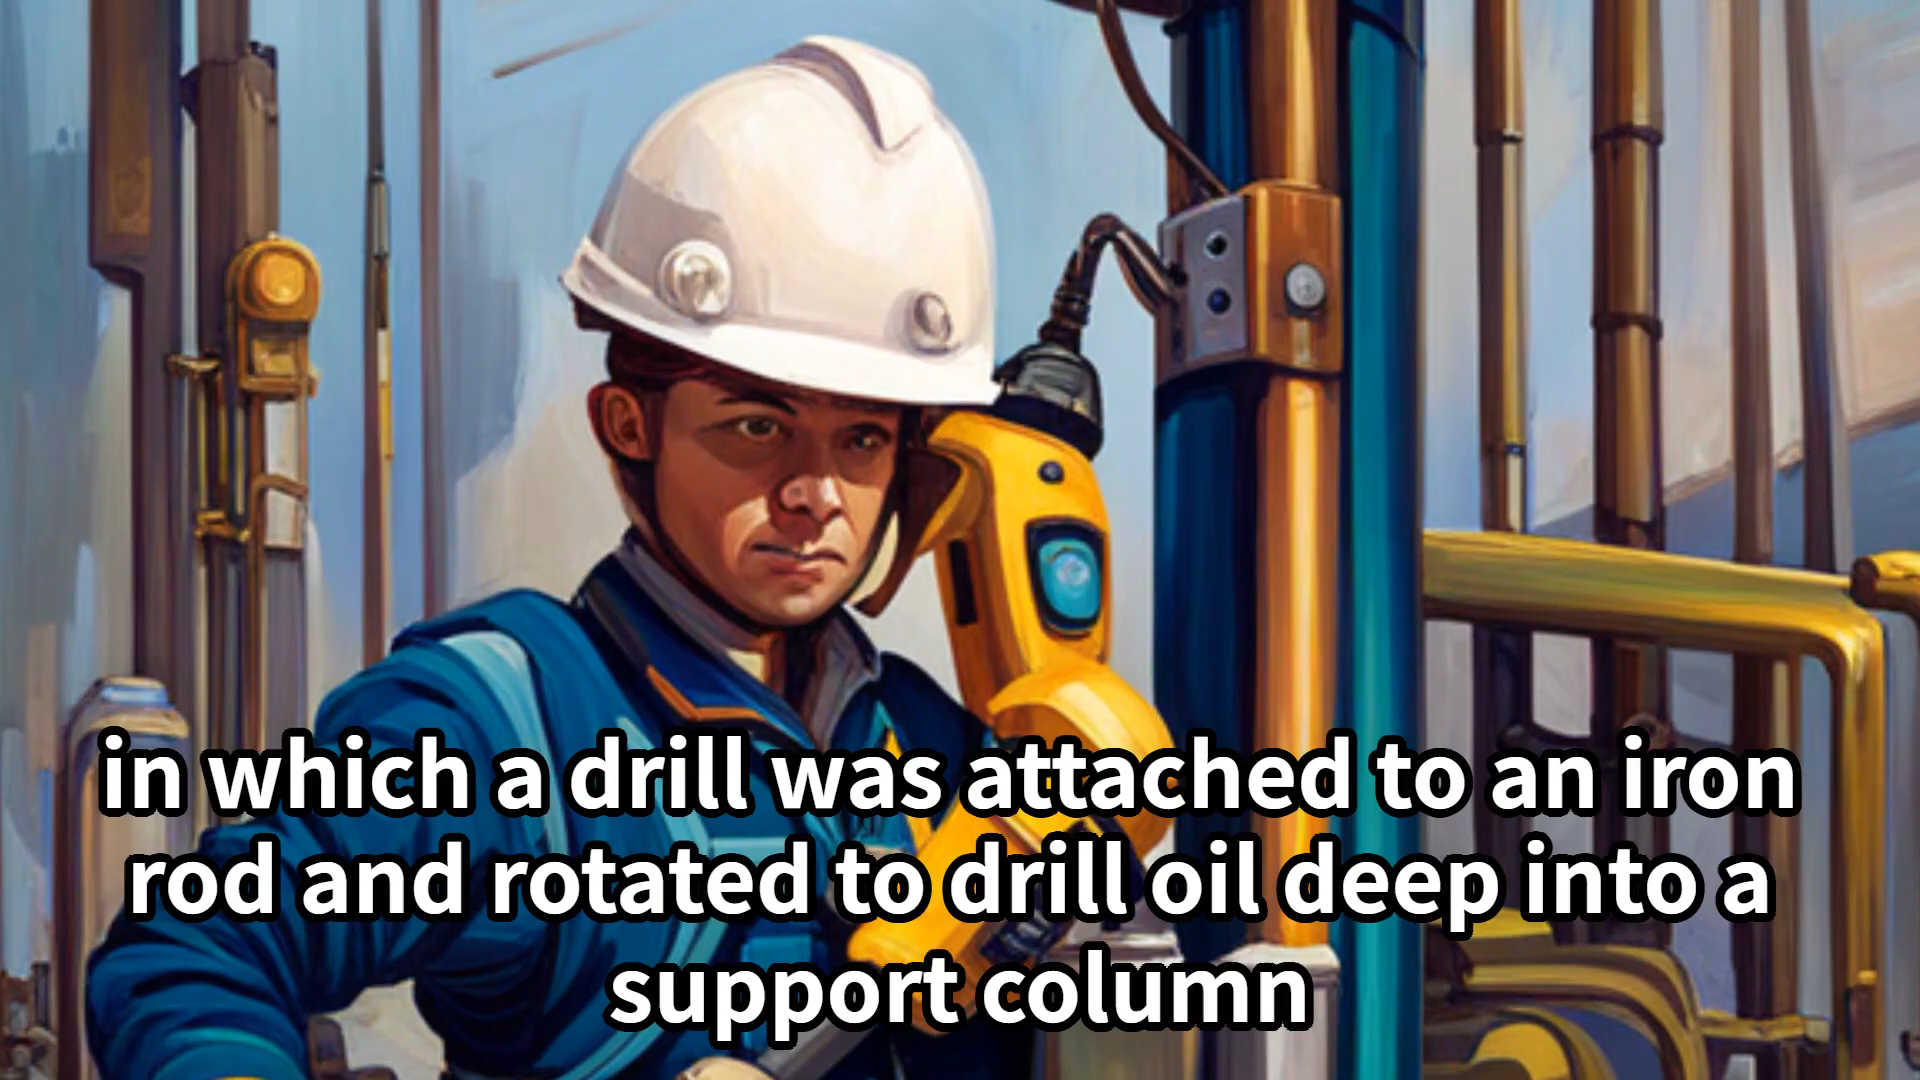 in which a drill was attached to an iron
rod and rotated to drill oil deep into a
support column